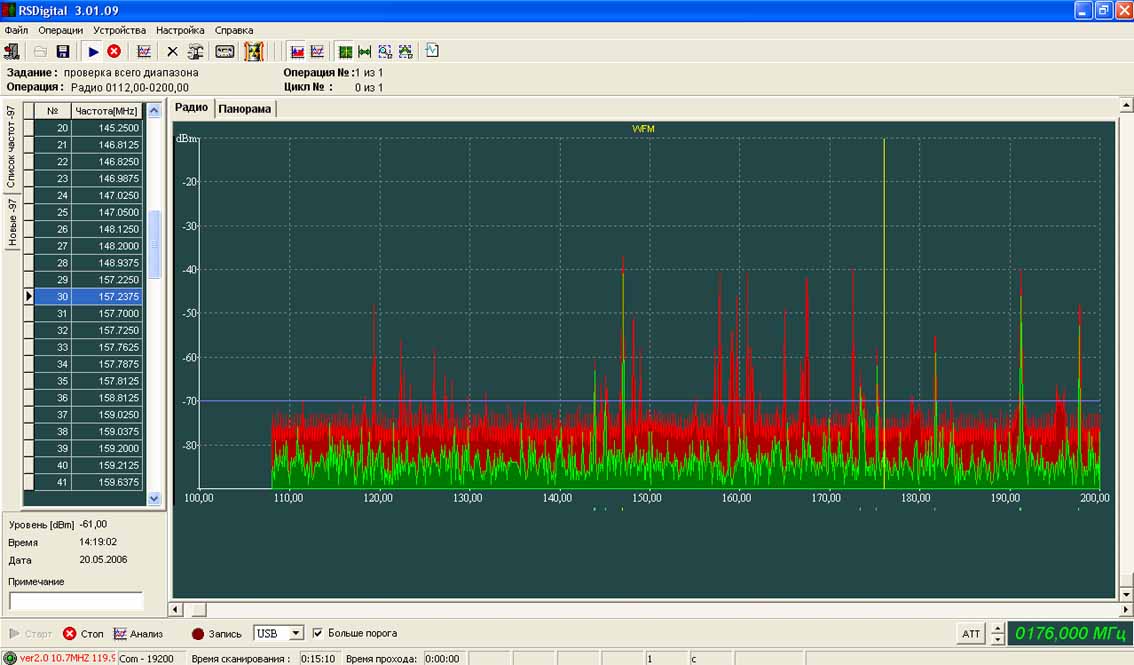 RSDigital 3.01.09
Файл Операции Устройства Настройка Справка
Задание : проверка всего диапазона Операция № :1 из 1
Операция : Радио 0112,00-0200,00 Цикл № : 0 из 1
Список частот -97
Новые -97
№ Частота[MHz]
20 145.2500
21 146.8125
22 146.8250
23 146.9875
24 147.0250
25 147.0500
26 148.1250
27 148.2000
28 148.9375
29 157.2250
30 157.2375
31 157.7000
32 157.7250
33 157.7625
34 157.7875
35 157.8125
36 158.8125
37 159.0250
38 159.0375
39 159.2000
40 159.2125
41 159.6375
Уровень [dBm] -61,00
Время 14:19:02
Дата 20.05.2006
Примечание
Радио Панорама
WFM
dBm
-20
-30
-40
-50
-60
-70
-80
100,00 110,00 120,00 130,00 140,00 150,00 160,00 170,00 180,00 190,00 200,00
Старт Стоп Анализ Запись USB Больше порога ATT 0176,000 МГц
ver2.0 10.7MHZ 119.9 Com - 19200 Время сканирования : 0:15:10 Время прохода: 0:00:00 1 с